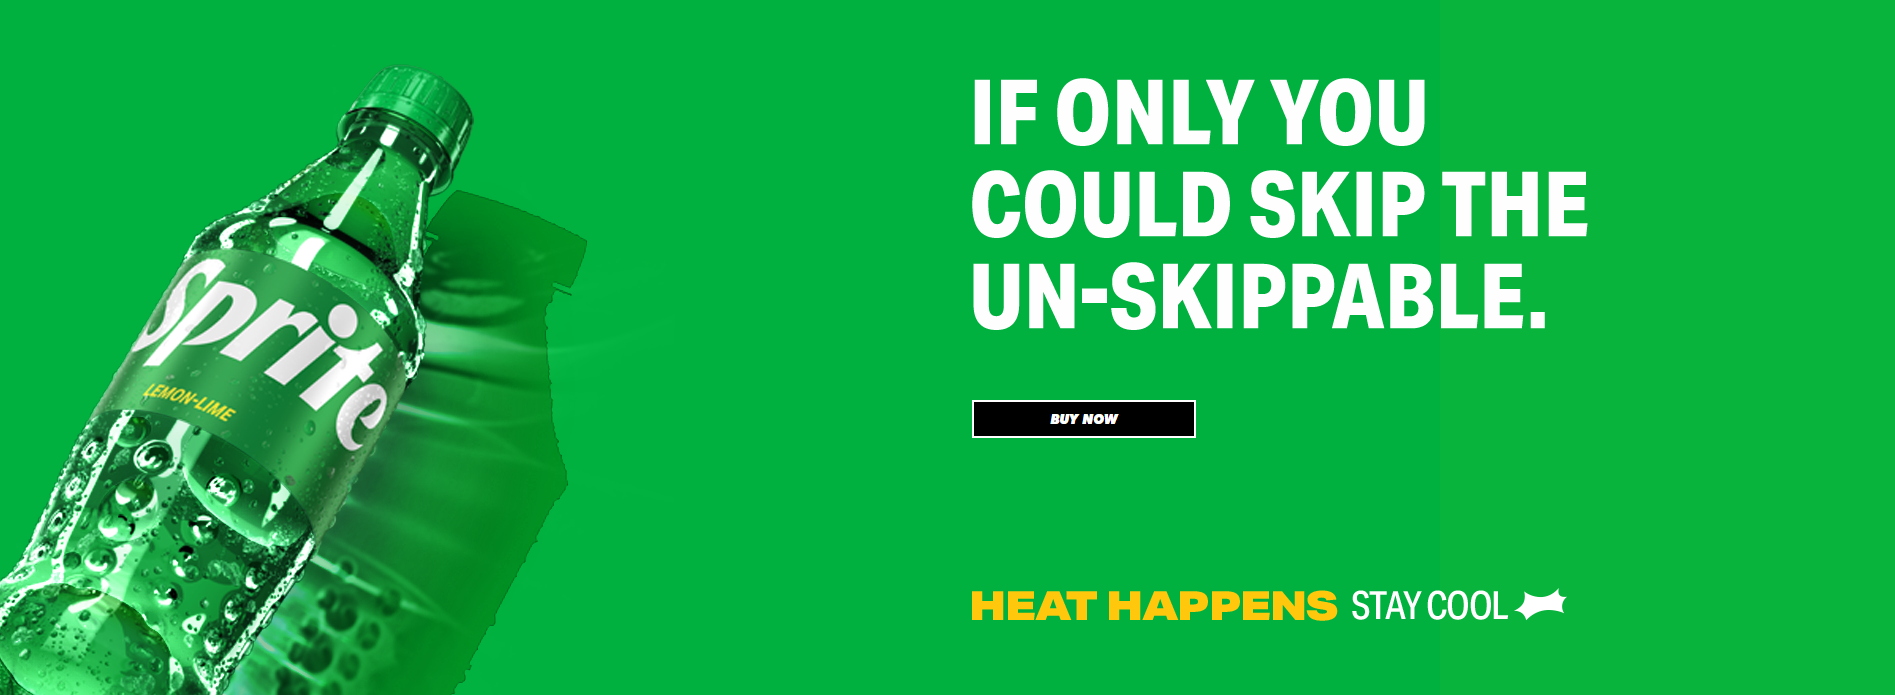 Sprite
LEMON-LIME
IF ONLY YOU
COULD SKIP THE
UN-SKIPPABLE.
BUY NOW
HEAT HAPPENS STAY COOL